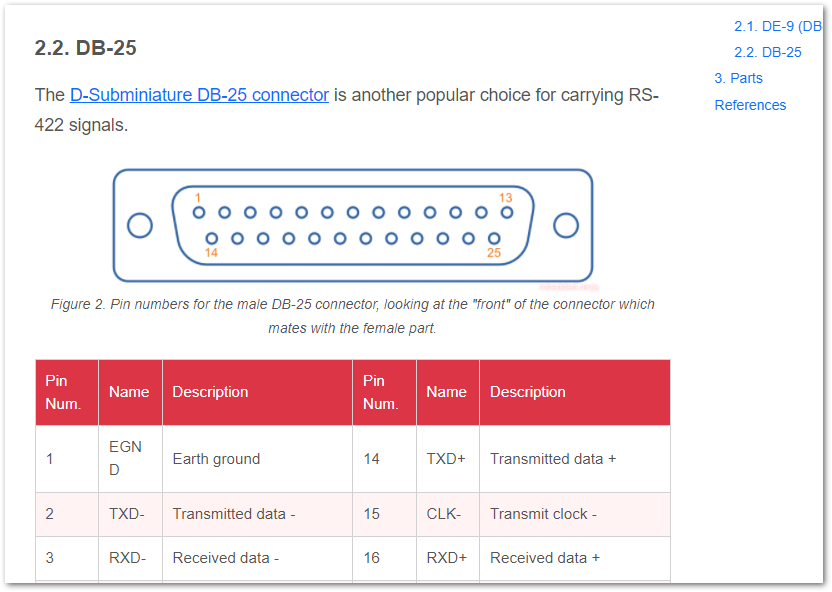 2.2. DB-25
The D-Subminiature DB-25 connector is another popular choice for carrying RS-
422 signals.
1 13
14 25
Figure 2. Pin numbers for the male DB-25 connector, looking at the "front" of the connector which
mates with the female part.
Pin Num. Name Description Pin Num. Name Description
1 EGND Earth ground 14 TXD+ Transmitted data +
2 TXD- Transmitted data - 15 CLK- Transmit clock -
3 RXD- Received data - 16 RXD+ Received data +
2.1. DE-9 (DB
2.2. DB-25
3. Parts
References